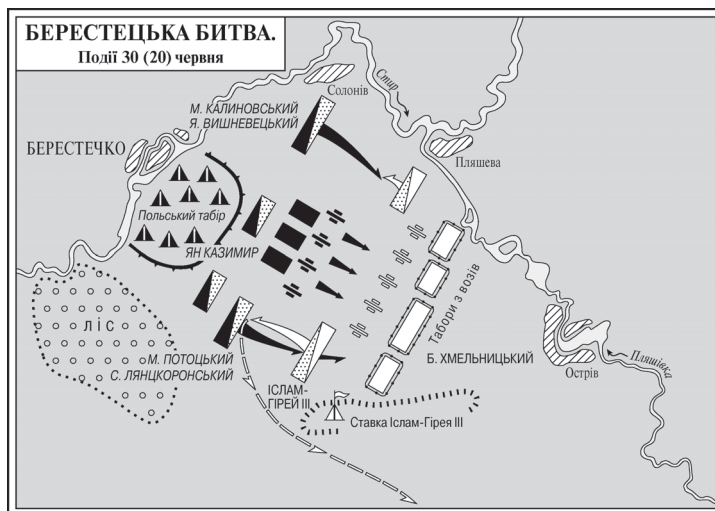 БЕРЕСТЕЦЬКА БИТВА.
Події 30 (20) червня
Солонів
Стир
М. КАЛИНОВСЬКИЙ
Я. ВИШНЕВЕЦЬКИЙ
БЕРЕСТЕЧКО
Пляшева
Польський табір
ЯН КАЗИМИР
Табори з возів
ліс
М. ПОТОЦЬКИЙ
С. ЛЯНЦКОРОНСЬКИЙ
Б. ХМЕЛЬНИЦЬКИЙ
Пляшівка
Острів
ІСЛАМ-
ГІРЕЙ III
Ставка Іслам-Гірея III